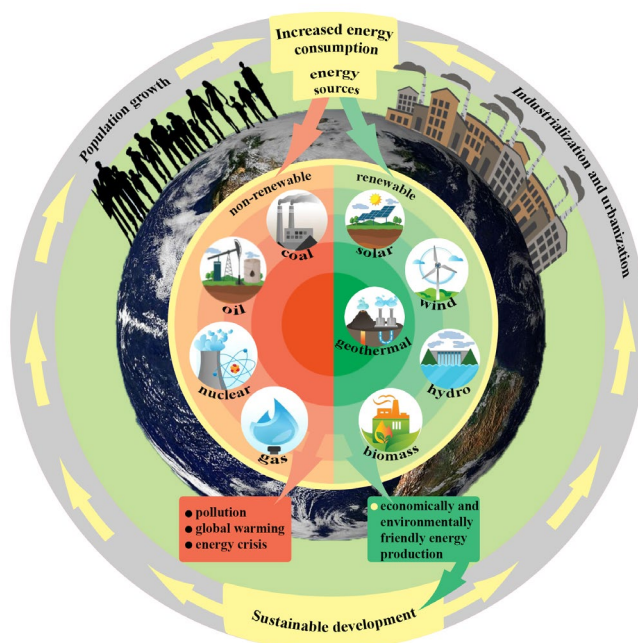 Increased energy
consumption
energy
sources
Population growth
Industrialization and urbanization
non-renewable
renewable
coal
solar
oil
wind
geothermal
nuclear
hydro
gas
biomass
● pollution
● global warming
● energy crisis
● economically and
environmentally
friendly energy
production
Sustainable development